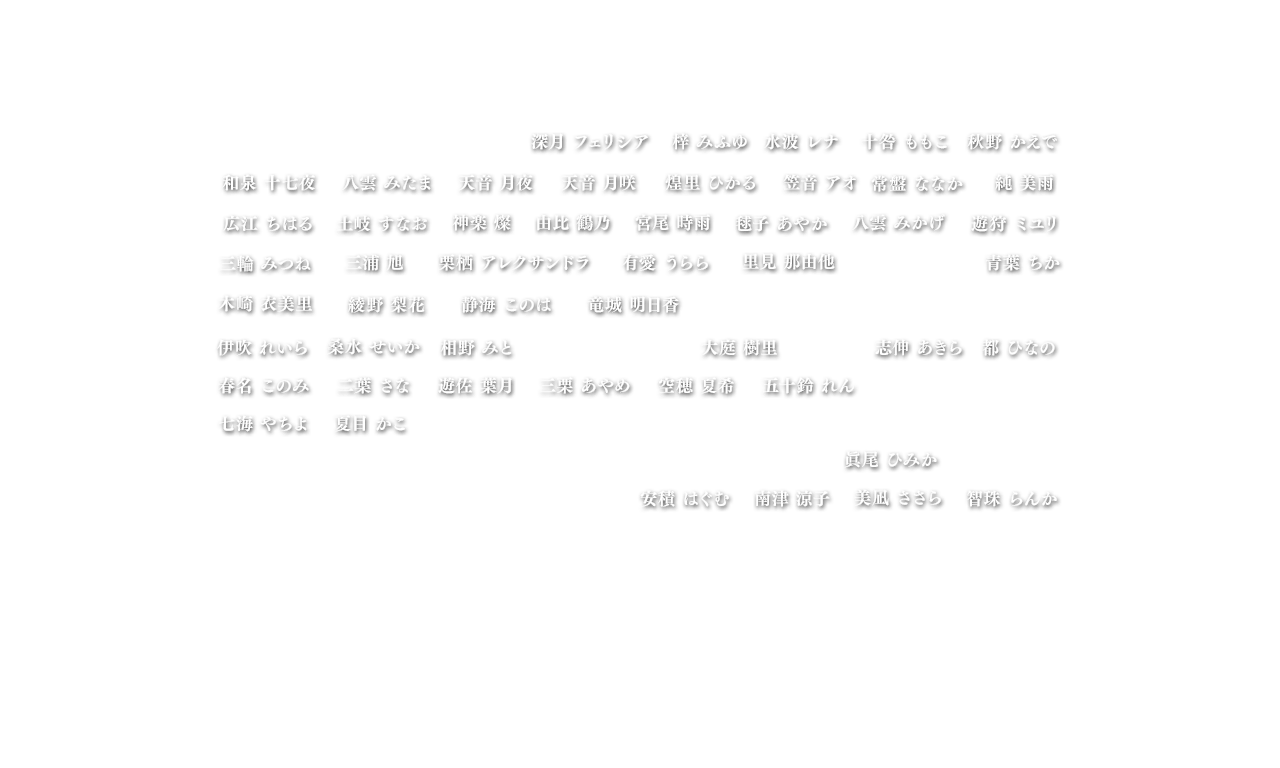 深月 フェリシア 梓 みふゆ 水波 レナ 十咎 ももこ 秋野 かえで
和泉 十七夜 八雲 みたま 天音 月夜 天音 月咲 煌里 ひかる 笠音 アオ 常盤 ななか 純 美雨
広江 ちはる 土岐 すなお 神楽 燦 由比 鶴乃 宮尾 時雨 毬子 あやか 八雲 みかげ 遊狩 ミユリ
三輪 みつね 三浦 旭 栗栖 アレクサンドラ 有愛 うらら 里見 那由他 青葉 ちか
木崎 衣美里 綾野 梨花 静海 このは 竜城 明日香
伊吹 れいら 桑水 せいか 相野 みと 大庭 樹里 志伸 あきら 都 ひなの
春名 このみ 二葉 さな 遊佐 葉月 三栗 あやめ 空穂 夏希 五十鈴 れん
七海 やちよ 夏目 かこ
眞尾 ひみか
安積 はぐむ 南津 涼子 美凪 ささら 智珠 らんか